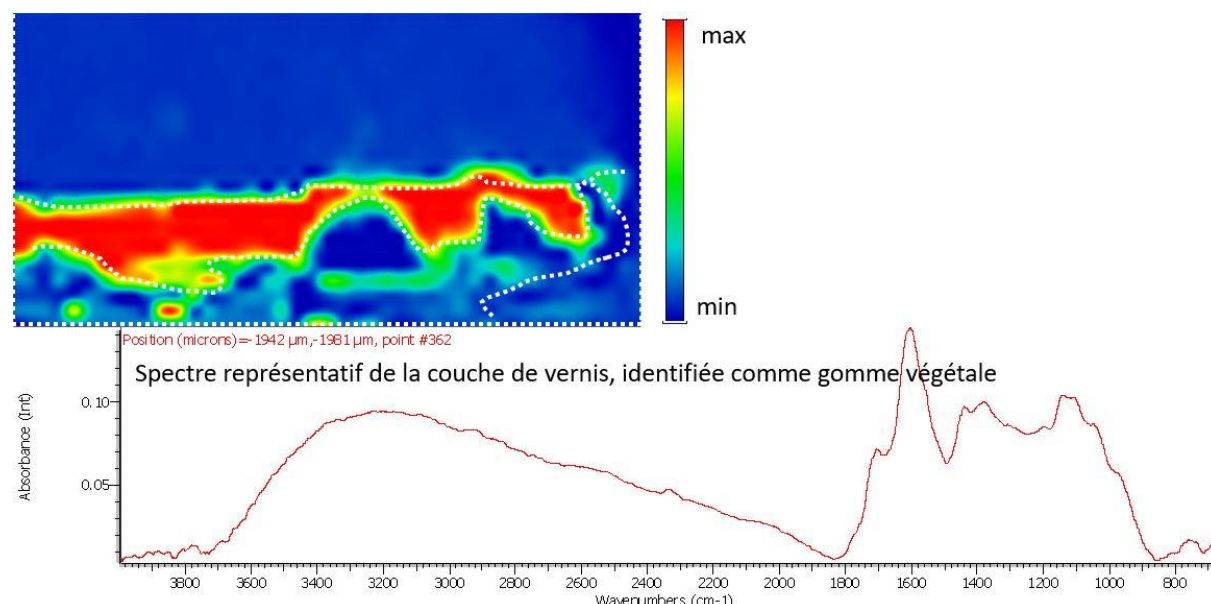 max
min
Position (microns)=-1942 µm,-1981 µm, point #362
Spectre représentatif de la couche de vernis, identifiée comme gomme végétale
0.10
0.05
Absorbance (Int)
3800 3600 3400 3200 3000 2800 2600 2400 2200 2000 1800 1600 1400 1200 1000 800
Wavenumbers (cm-1)